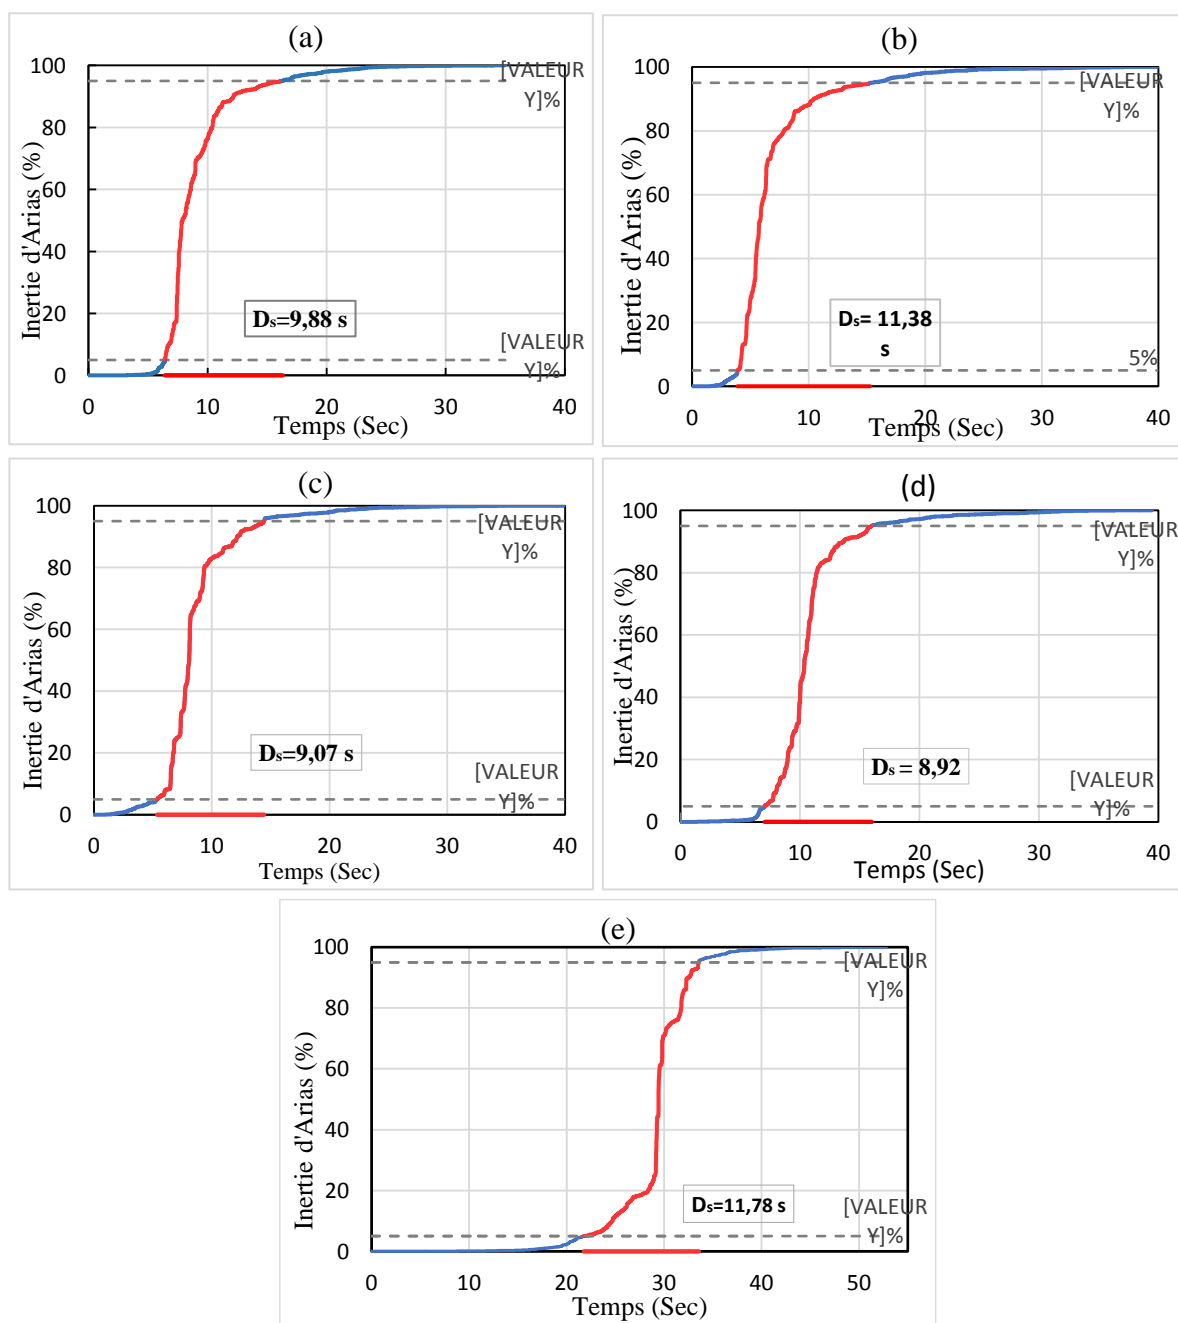 (a)
100
80
60
40
20
0
Inertie d'Arias (%)
[VALEUR
Y]%
Ds=9,88 s
[VALEUR
Y]%
0 10 20 30 40
Temps (Sec)
(b)
100
80
60
40
20
0
Inertie d'Arias (%)
[VALEUR
Y]%
Ds= 11,38
s
5%
0 10 20 30 40
Temps (Sec)
(c)
100
80
60
40
20
0
Inertie d'Arias (%)
[VALEUR
Y]%
Ds=9,07 s
[VALEUR
Y]%
0 10 20 30 40
Temps (Sec)
(d)
100
80
60
40
20
0
Inertie d'Arias (%)
[VALEUR
Y]%
Ds = 8,92
[VALEUR
Y]%
0 10 20 30 40
Temps (Sec)
(e)
100
80
60
40
20
0
Inertie d'Arias (%)
[VALEUR
Y]%
Ds=11,78 s
[VALEUR
Y]%
0 10 20 30 40 50
Temps (Sec)